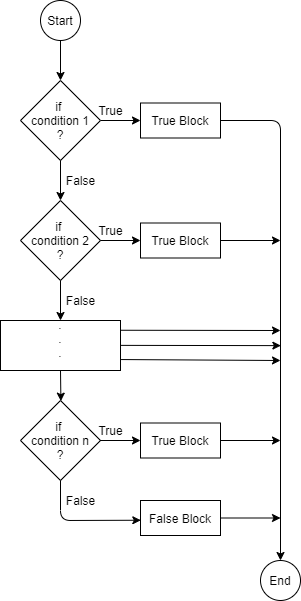 Start
if
condition 1
?
True
True Block
False
if
condition 2
?
True
True Block
False
.
.
.
if
condition n
?
True
True Block
False
False Block
End